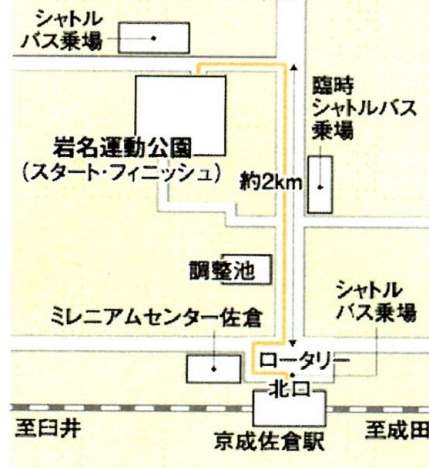 シャトル
バス乗場
臨時
シャトルバス
乗場
岩名運動公園
(スタート・フィニッシュ)
約2km
調整池
シャトル
バス乗場
ミレニアムセンター佐倉
ロータリー
北口
至臼井
京成佐倉駅
至成田